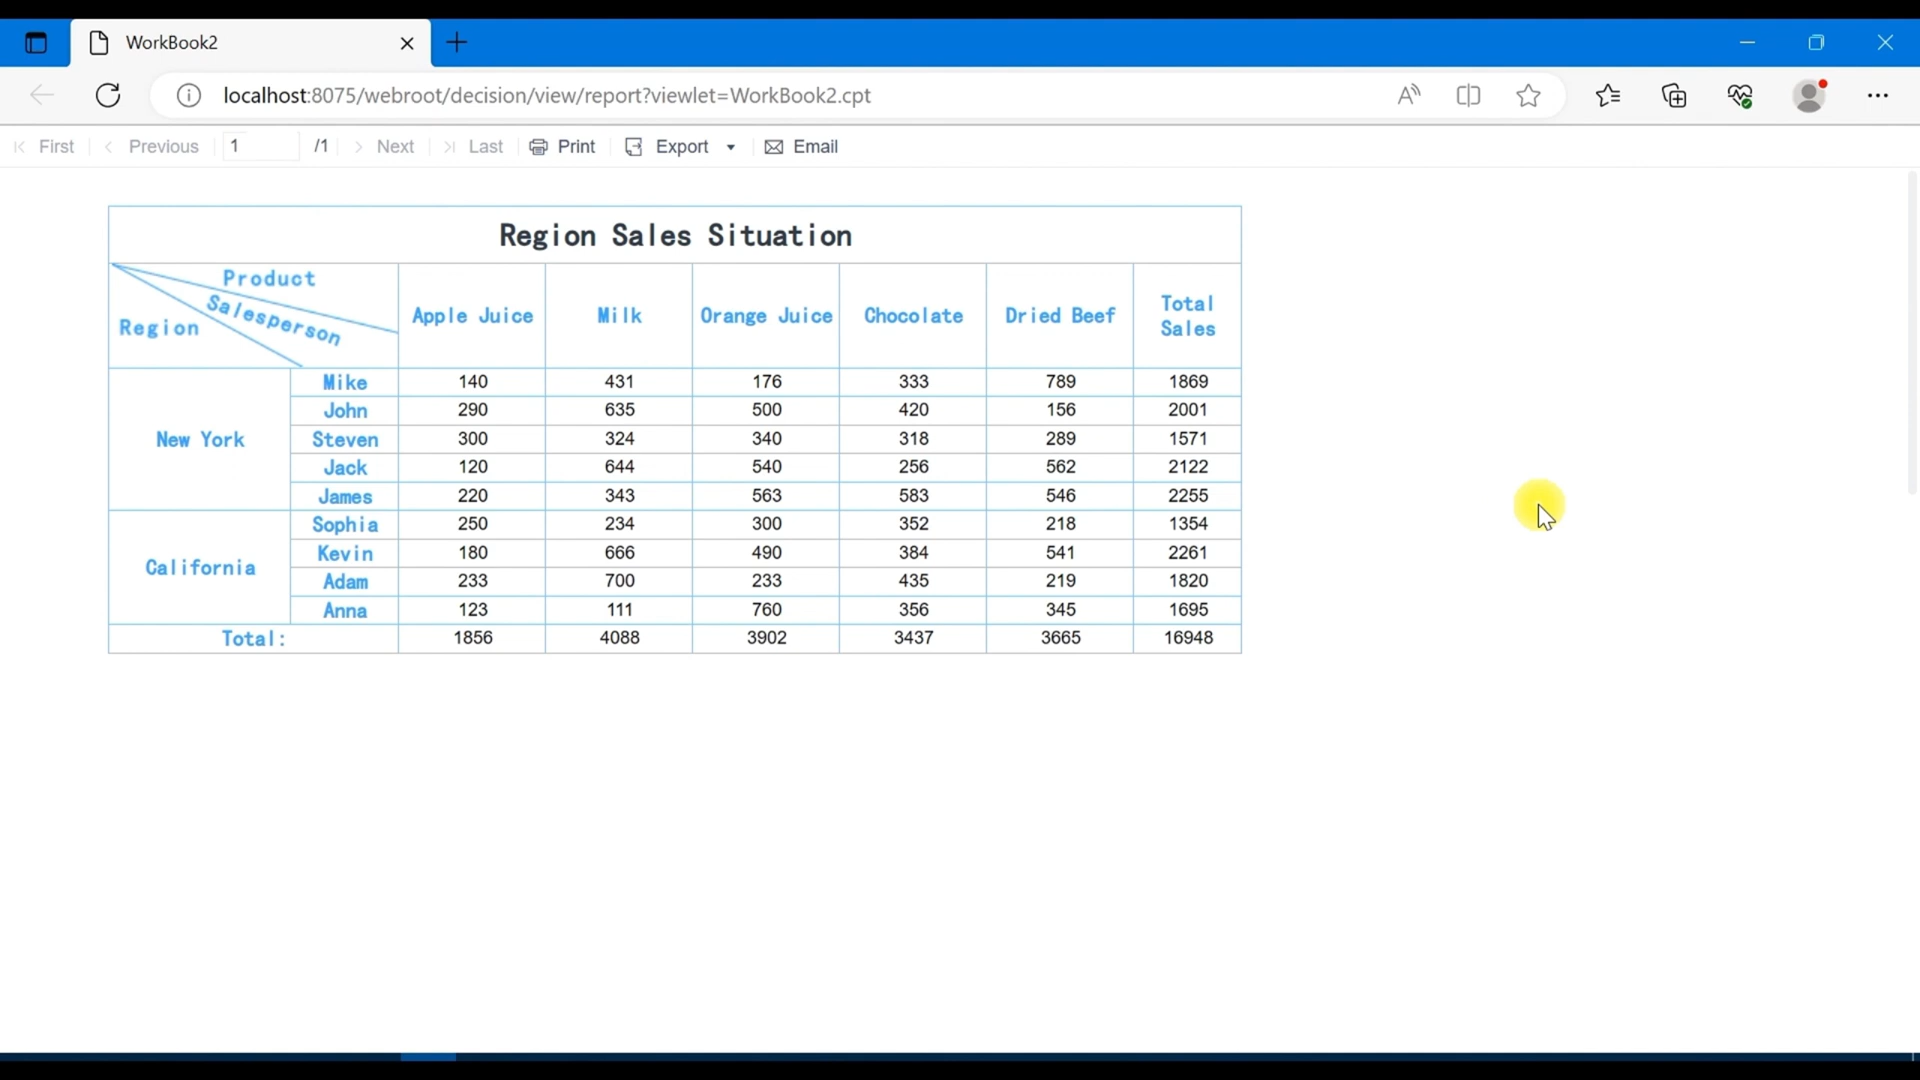 WorkBook2
localhost:8075/webroot/decision/view/report?viewlet=WorkBook2.cpt
First Previous 1 /1 Next Last Print Export Email
Region Sales Situation
Product
Salesperson
Region
Apple Juice Milk Orange Juice Chocolate Dried Beef Total Sales
New York
Mike 140 431 176 333 789 1869
John 290 635 500 420 156 2001
Steven 300 324 340 318 289 1571
Jack 120 644 540 256 562 2122
James 220 343 563 583 546 2255
California
Sophia 250 234 300 352 218 1354
Kevin 180 666 490 384 541 2261
Adam 233 700 233 435 219 1820
Anna 123 111 760 356 345 1695
Total: 1856 4088 3902 3437 3665 16948